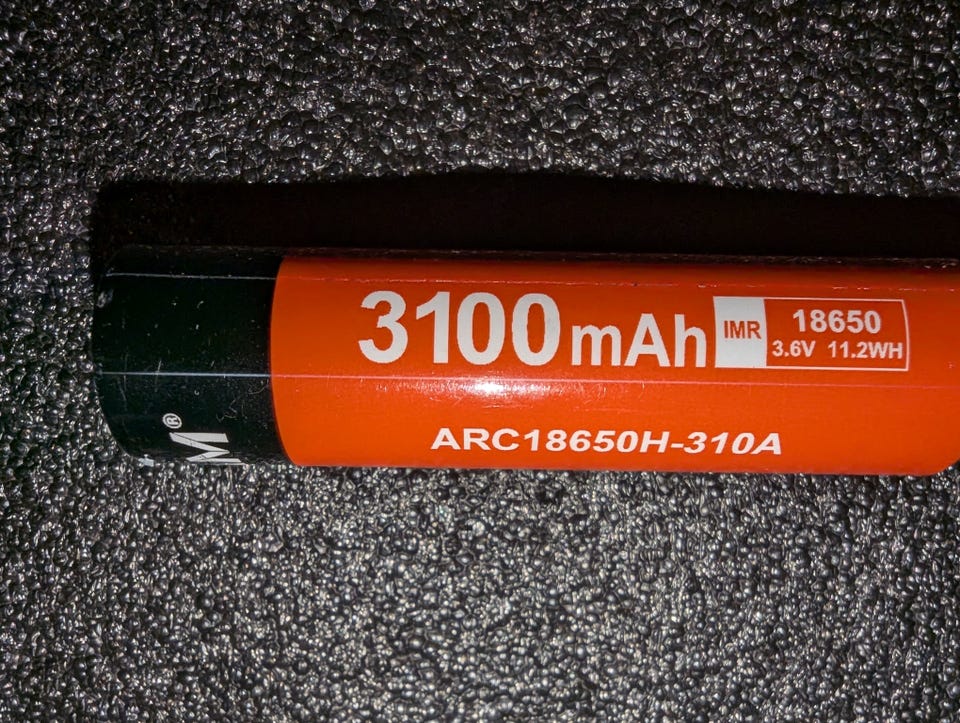 3100mAh IMR 18650
3.6V 11.2WH
ARC18650H-310A
M®